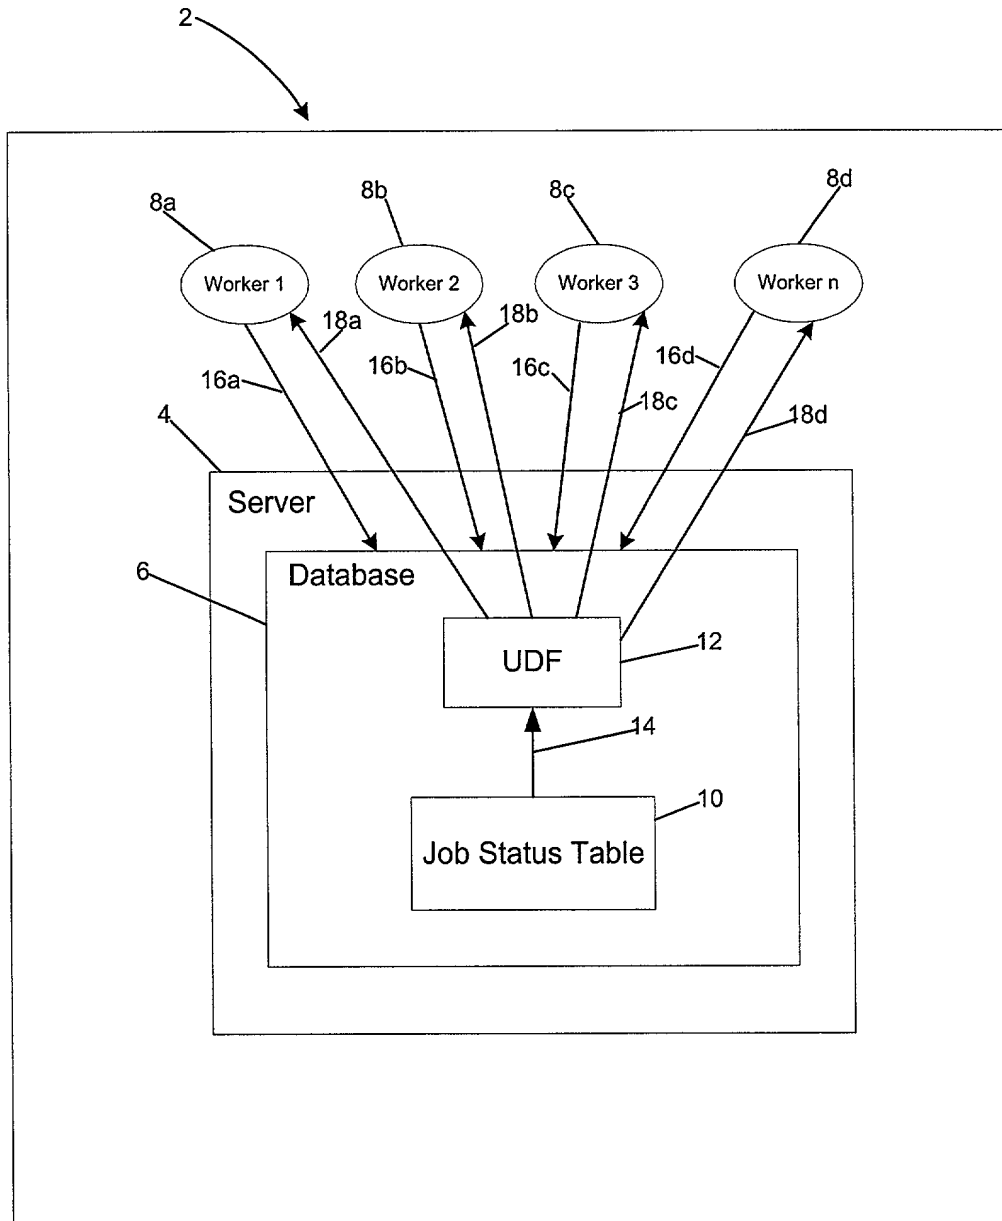 2
8a
8b
8c
8d
Worker 1
Worker 2
Worker 3
Worker n
18a
18b
16a
16b
16c
16d
18c
18d
4
Server
6
Database
UDF
12
14
10
Job Status Table